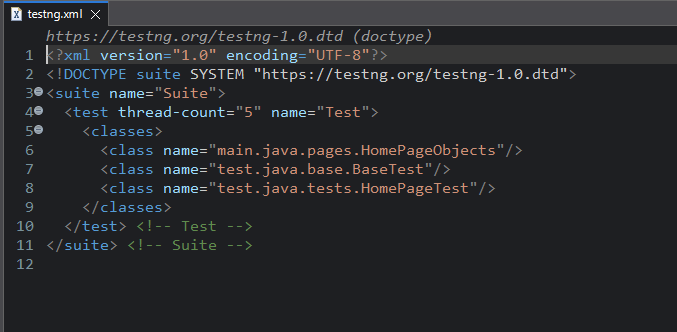 testng.xml
https://testng.org/testng-1.0.dtd (doctype)
1 <?xml version="1.0" encoding="UTF-8"?>
2 <!DOCTYPE suite SYSTEM "https://testng.org/testng-1.0.dtd">
3 <suite name="Suite">
4   <test thread-count="5" name="Test">
5     <classes>
6       <class name="main.java.pages.HomePageObjects"/>
7       <class name="test.java.base.BaseTest"/>
8       <class name="test.java.tests.HomePageTest"/>
9     </classes>
10   </test> <!-- Test -->
11 </suite> <!-- Suite -->
12